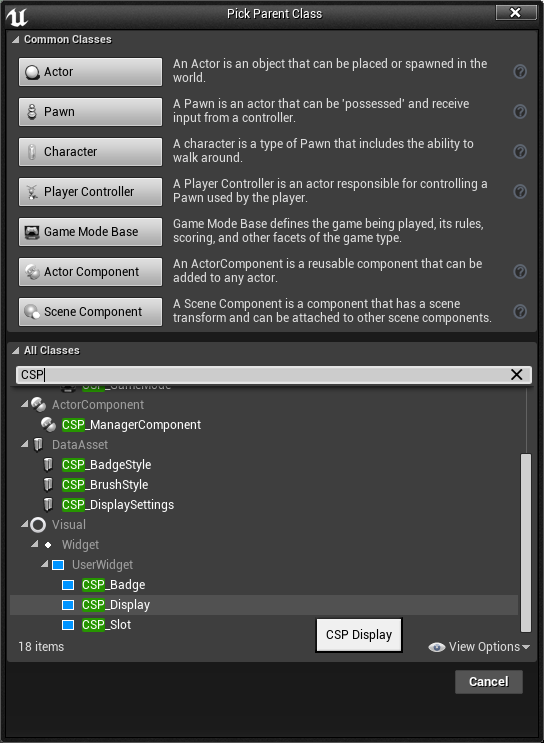 Pick Parent Class
Common Classes
Actor
An Actor is an object that can be placed or spawned in the
world.
Pawn
A Pawn is an actor that can be 'possessed' and receive
input from a controller.
Character
A character is a type of Pawn that includes the ability to
walk around.
Player Controller
A Player Controller is an actor responsible for controlling a
Pawn used by the player.
Game Mode Base
Game Mode Base defines the game being played, its rules,
scoring, and other facets of the game type.
Actor Component
An ActorComponent is a reusable component that can be
added to any actor.
Scene Component
A Scene Component is a component that has a scene
transform and can be attached to other scene components.
All Classes
CSP
CSP_GameMode
ActorComponent
CSP_ManagerComponent
DataAsset
CSP_BadgeStyle
CSP_BrushStyle
CSP_DisplaySettings
Visual
Widget
UserWidget
CSP_Badge
CSP_Display
CSP_Slot
CSP Display
18 items
View Options
Cancel